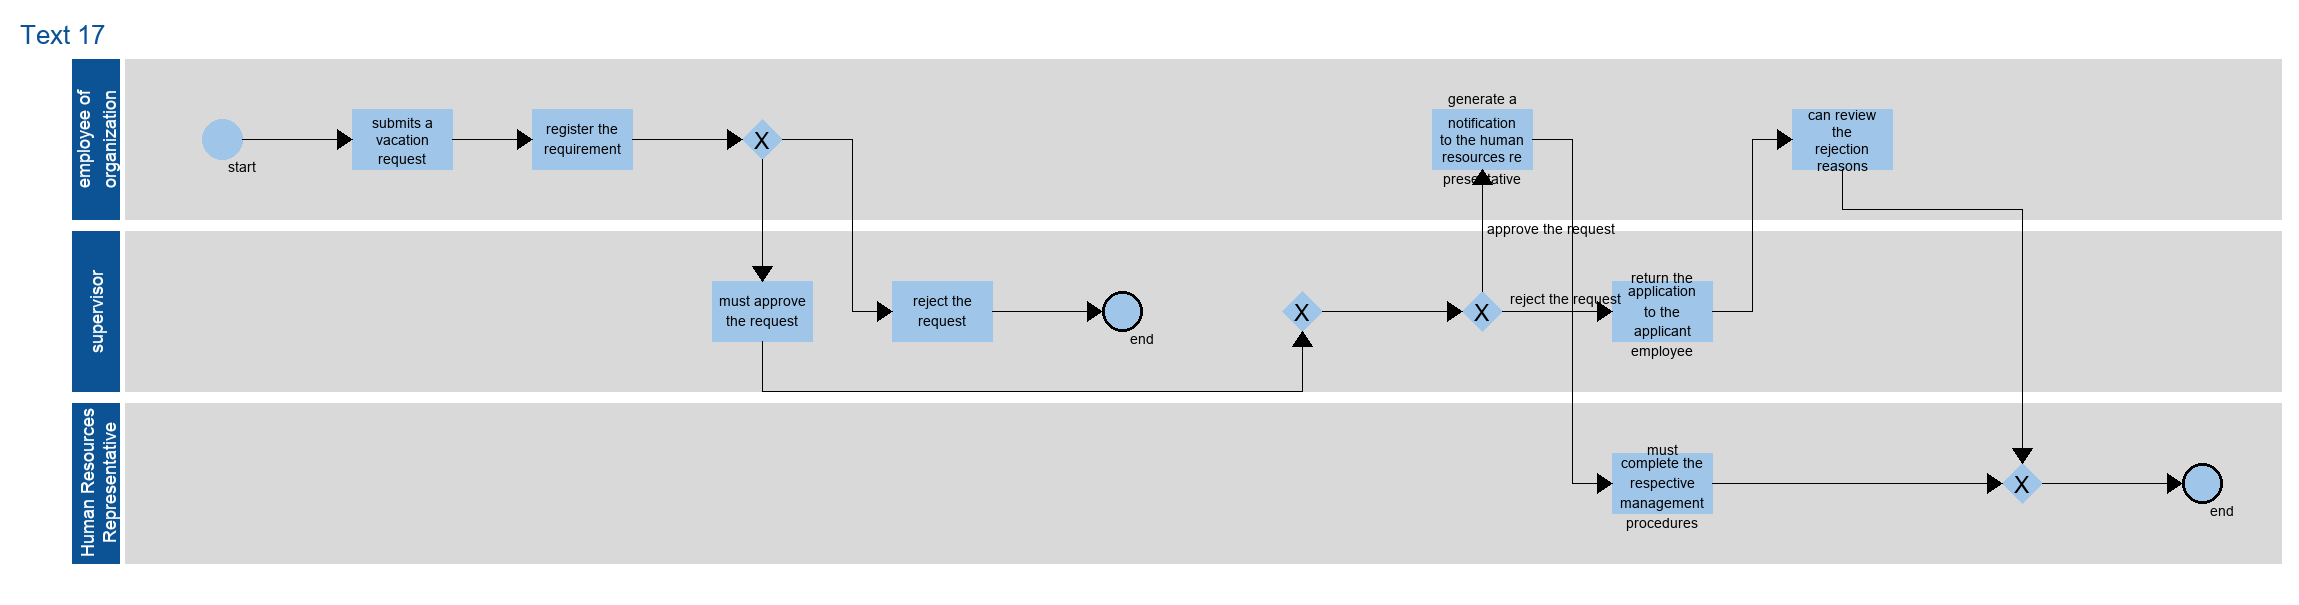 Text 17
employee of
organization
start
submits a
vacation
request
register the
requirement
X
generate a
notification
to the human
resources re
presentative
can review
the
rejection
reasons
approve the request
supervisor
must approve
the request
reject the
request
end
X
X
reject the request
return the
application
to the
applicant
employee
Human Resources
Representative
must
complete the
respective
management
procedures
X
end